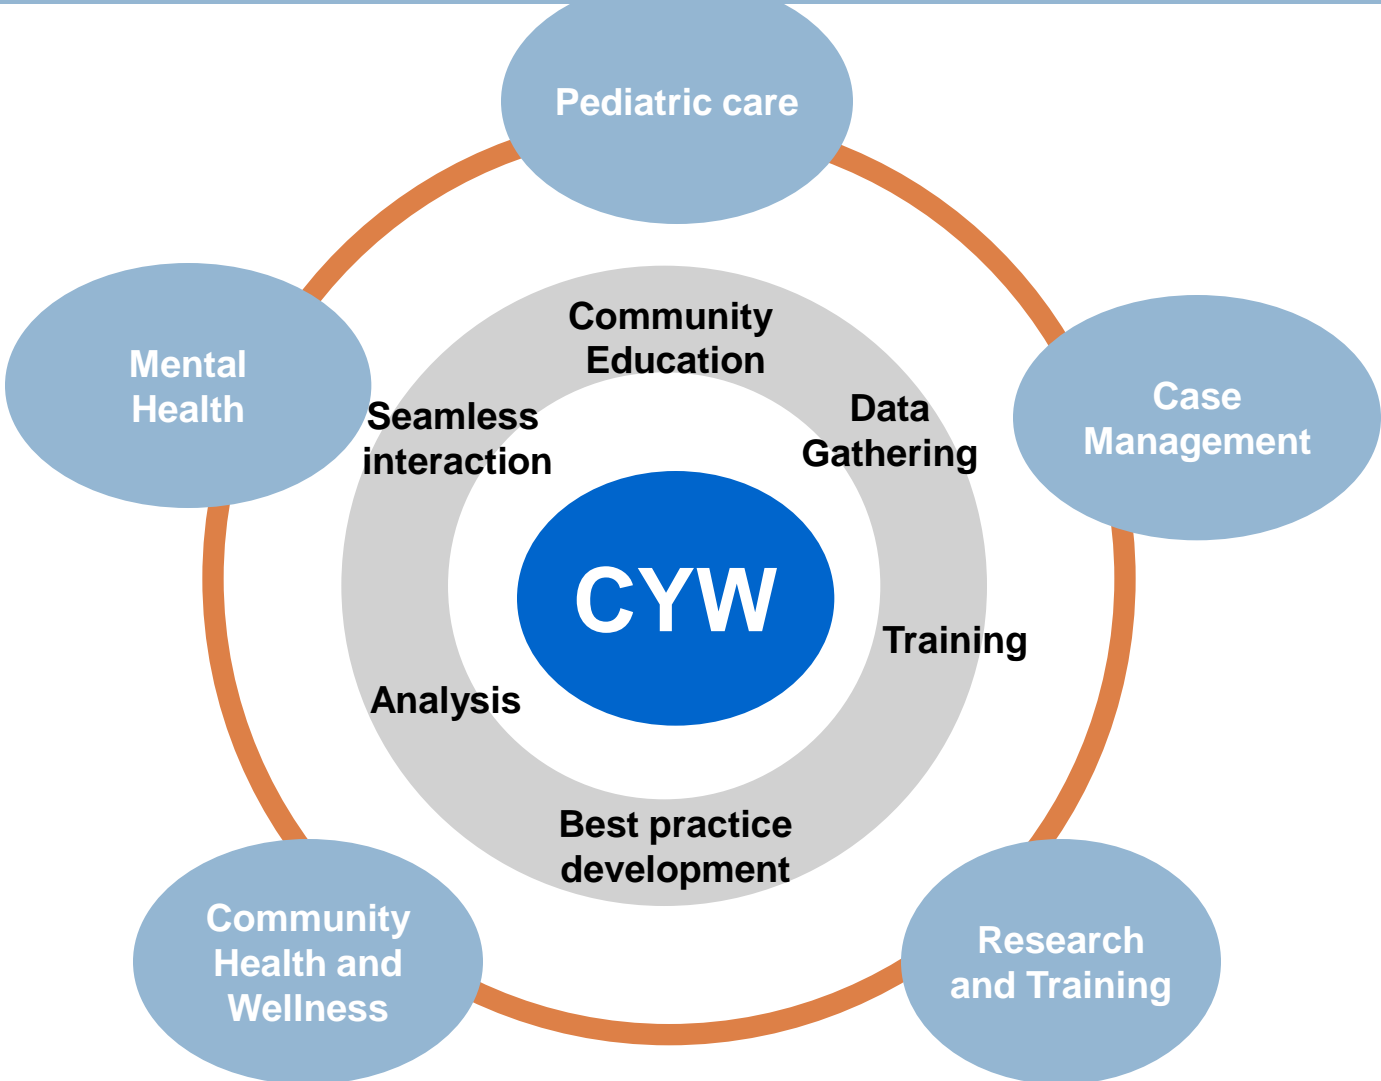 Pediatric care
Community
Education
Mental
Health
Seamless
interaction
Data
Gathering
Case
Management
CYW
Training
Analysis
Best practice
development
Community
Health and
Wellness
Research
and Training